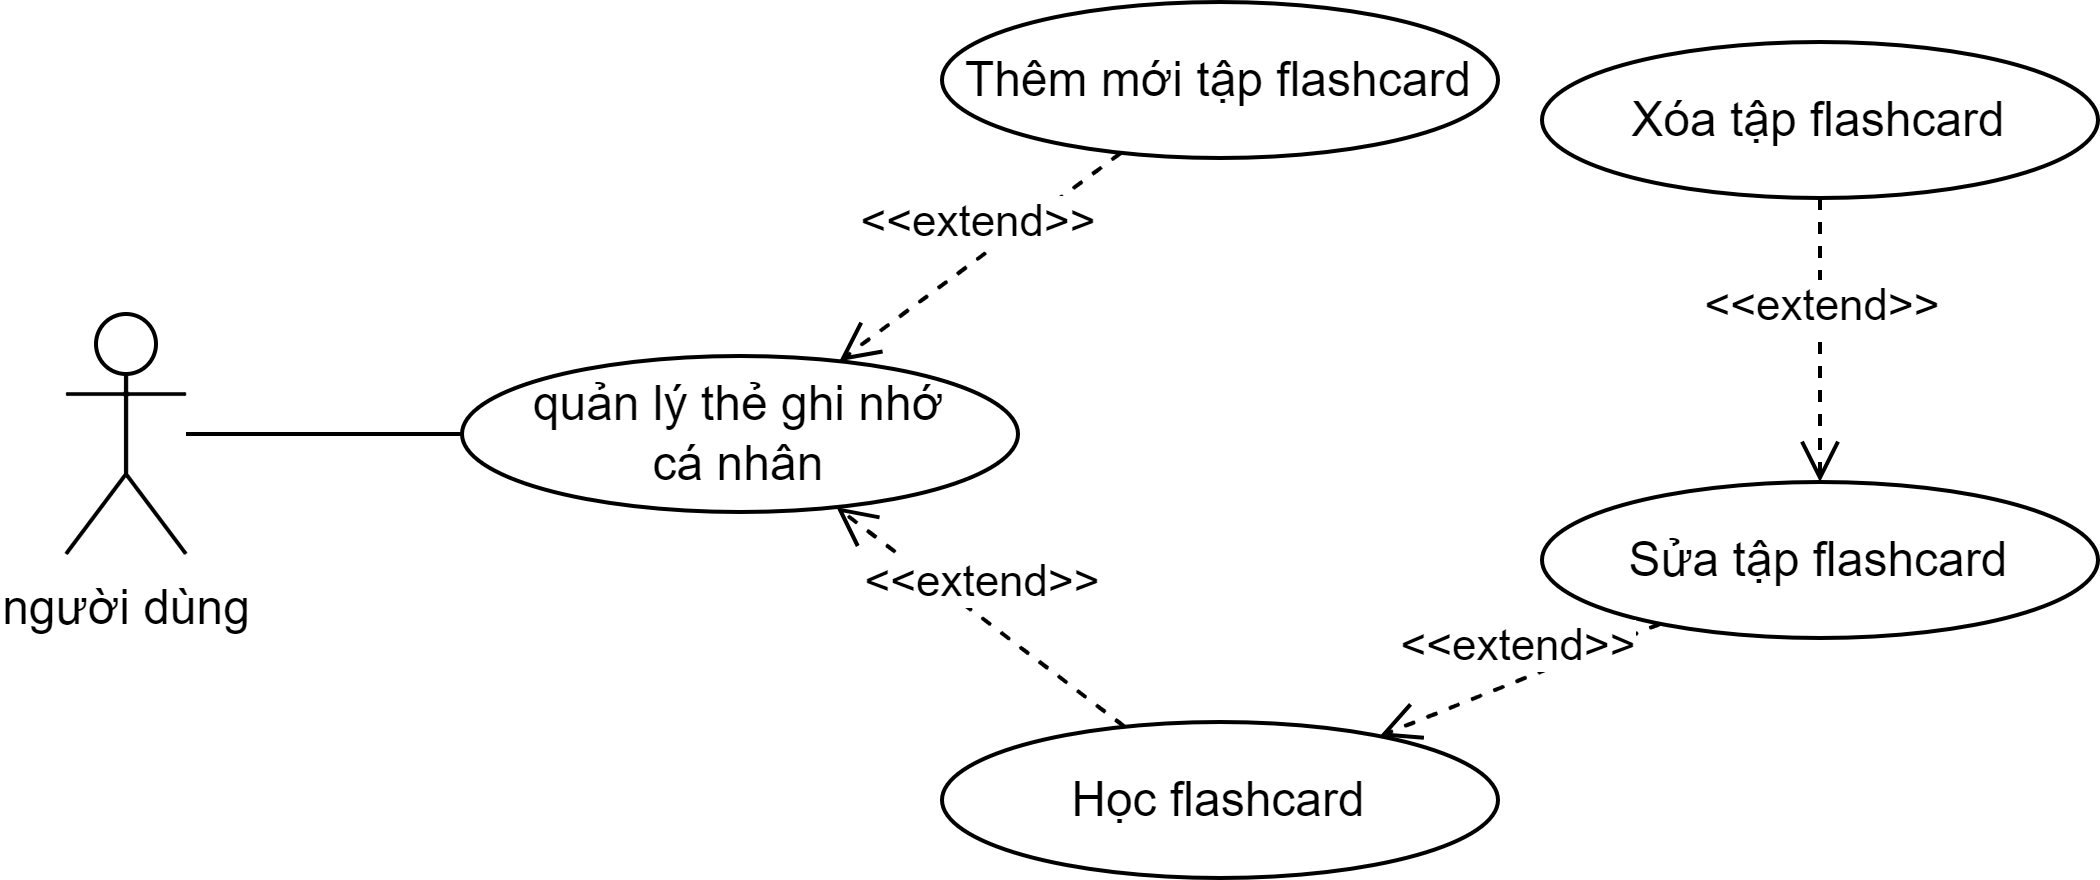 Thêm mới tập flashcard
Xóa tập flashcard
<<extend>>
<<extend>>
quản lý thẻ ghi nhớ
cá nhân
<<extend>>
Sửa tập flashcard
<<extend>>
người dùng
Học flashcard